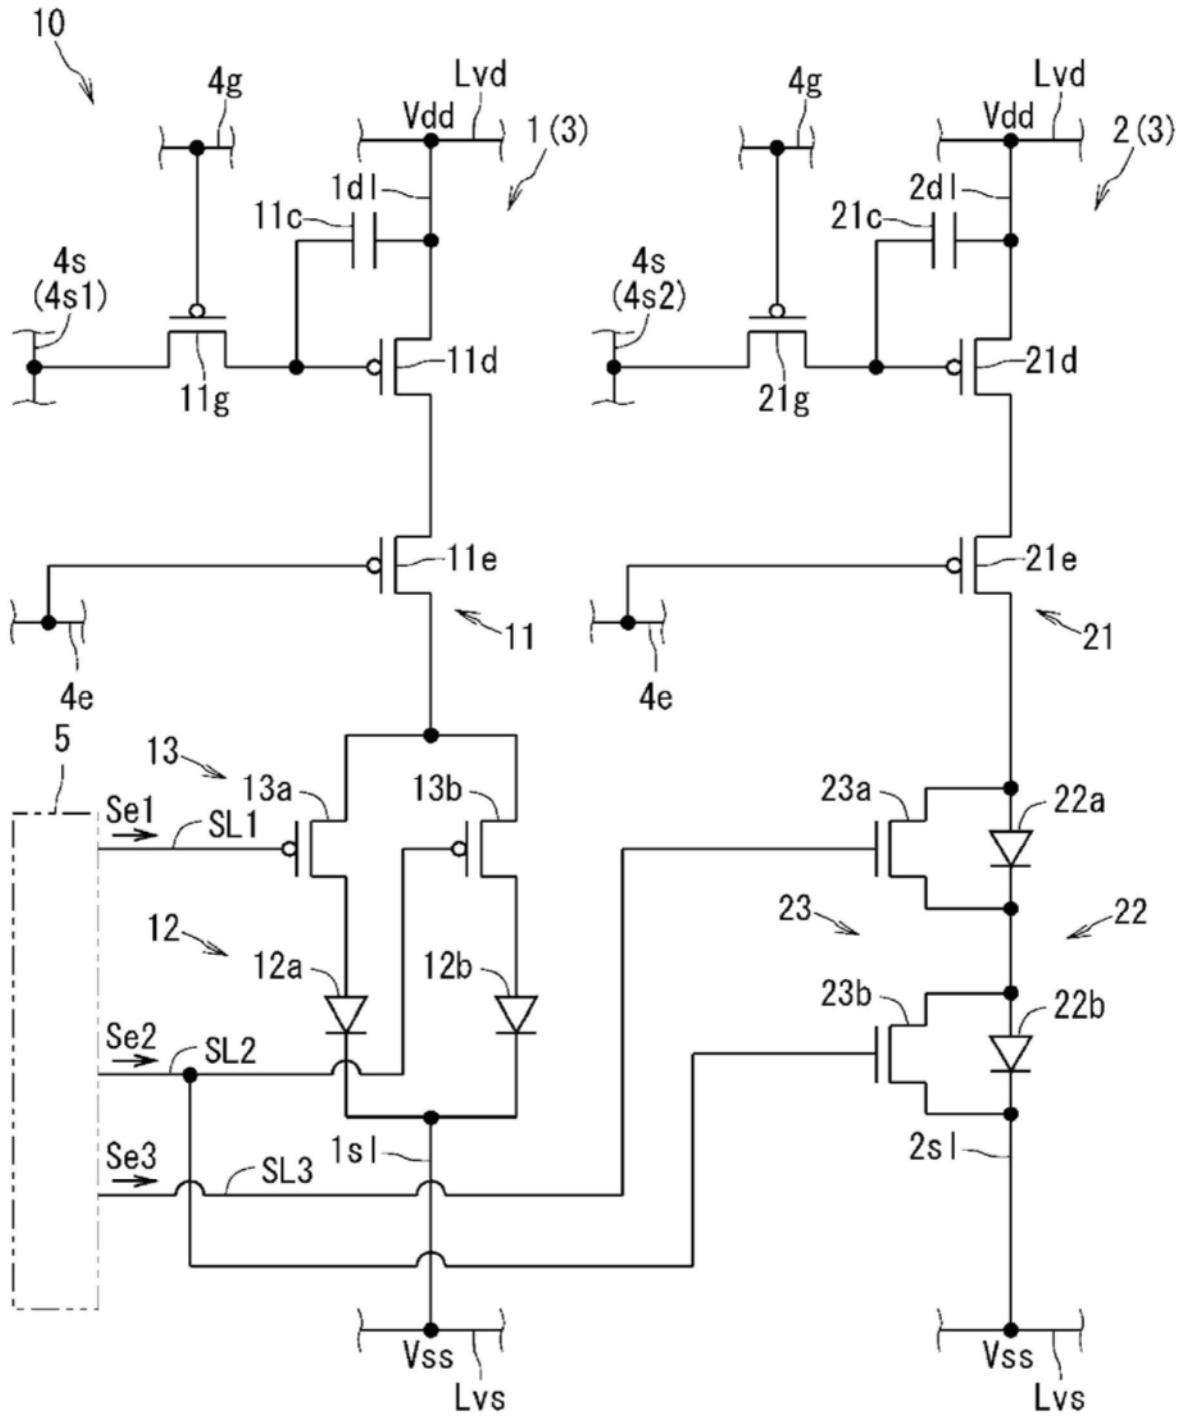 10
4g
Lvd
Vdd
1(3)
1dl
11c
4s
(4s1)
11g
11d
11e
11
4e
4g
Lvd
Vdd
2(3)
2dl
21c
4s
(4s2)
21g
21d
21e
21
4e
5
13
13a
13b
Se1
SL1
12
12a
12b
Se2
SL2
Se3
SL3
1sl
Vss
Lvs
23a
22a
23
22
23b
22b
2sl
Vss
Lvs